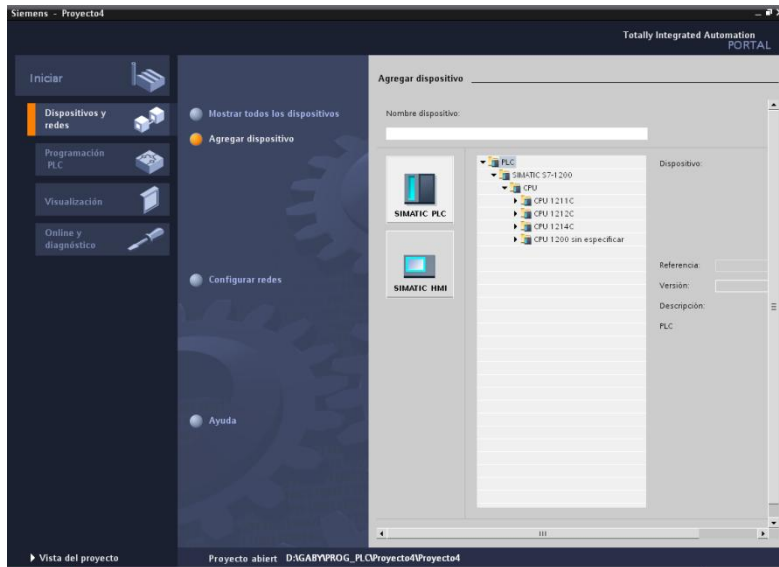 Siemens - Proyecto4
Totally Integrated Automation
PORTAL
Iniciar
Dispositivos y
redes
Programación
PLC
Visualización
Online y
diagnóstico
Mostrar todos los dispositivos
Agregar dispositivo
Configurar redes
Ayuda
Agregar dispositivo
Nombre dispositivo:
SIMATIC PLC
SIMATIC HMI
PLC
SIMATIC S7-1200
CPU
CPU 1211C
CPU 1212C
CPU 1214C
CPU 1200 sin especificar
Dispositivo:
Referencia:
Versión:
Descripción:
PLC
Vista del proyecto
Proyecto abiert D:\GABY\PROG_PLC\Proyecto4\Proyecto4